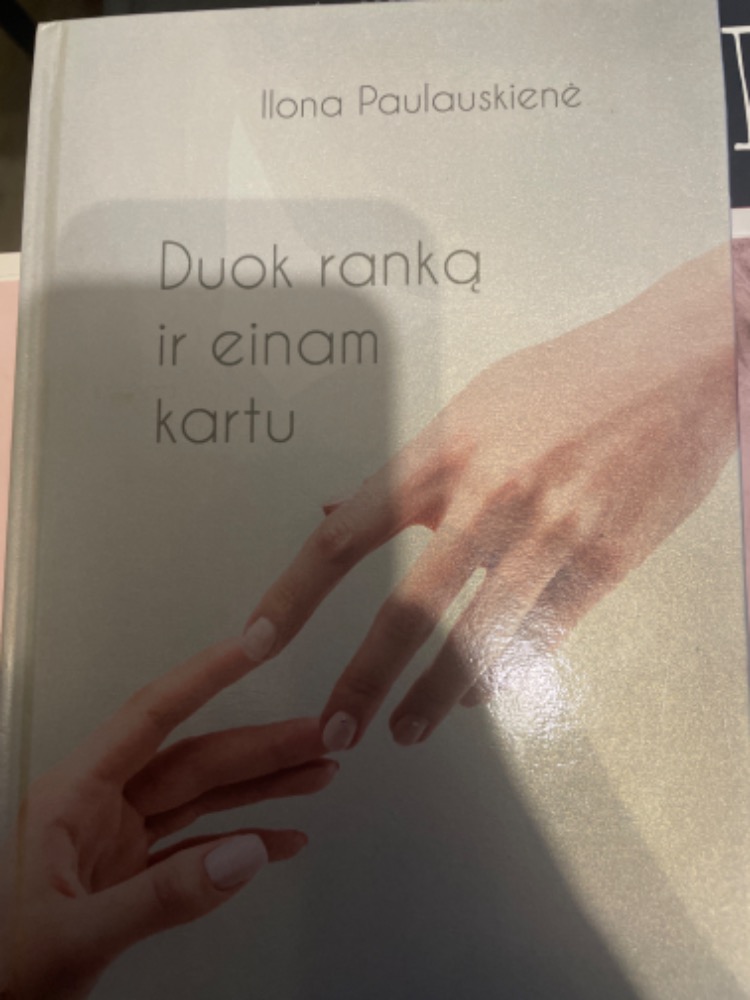 Ilona Paulauskienė
Duok ranką
ir einam
kartu